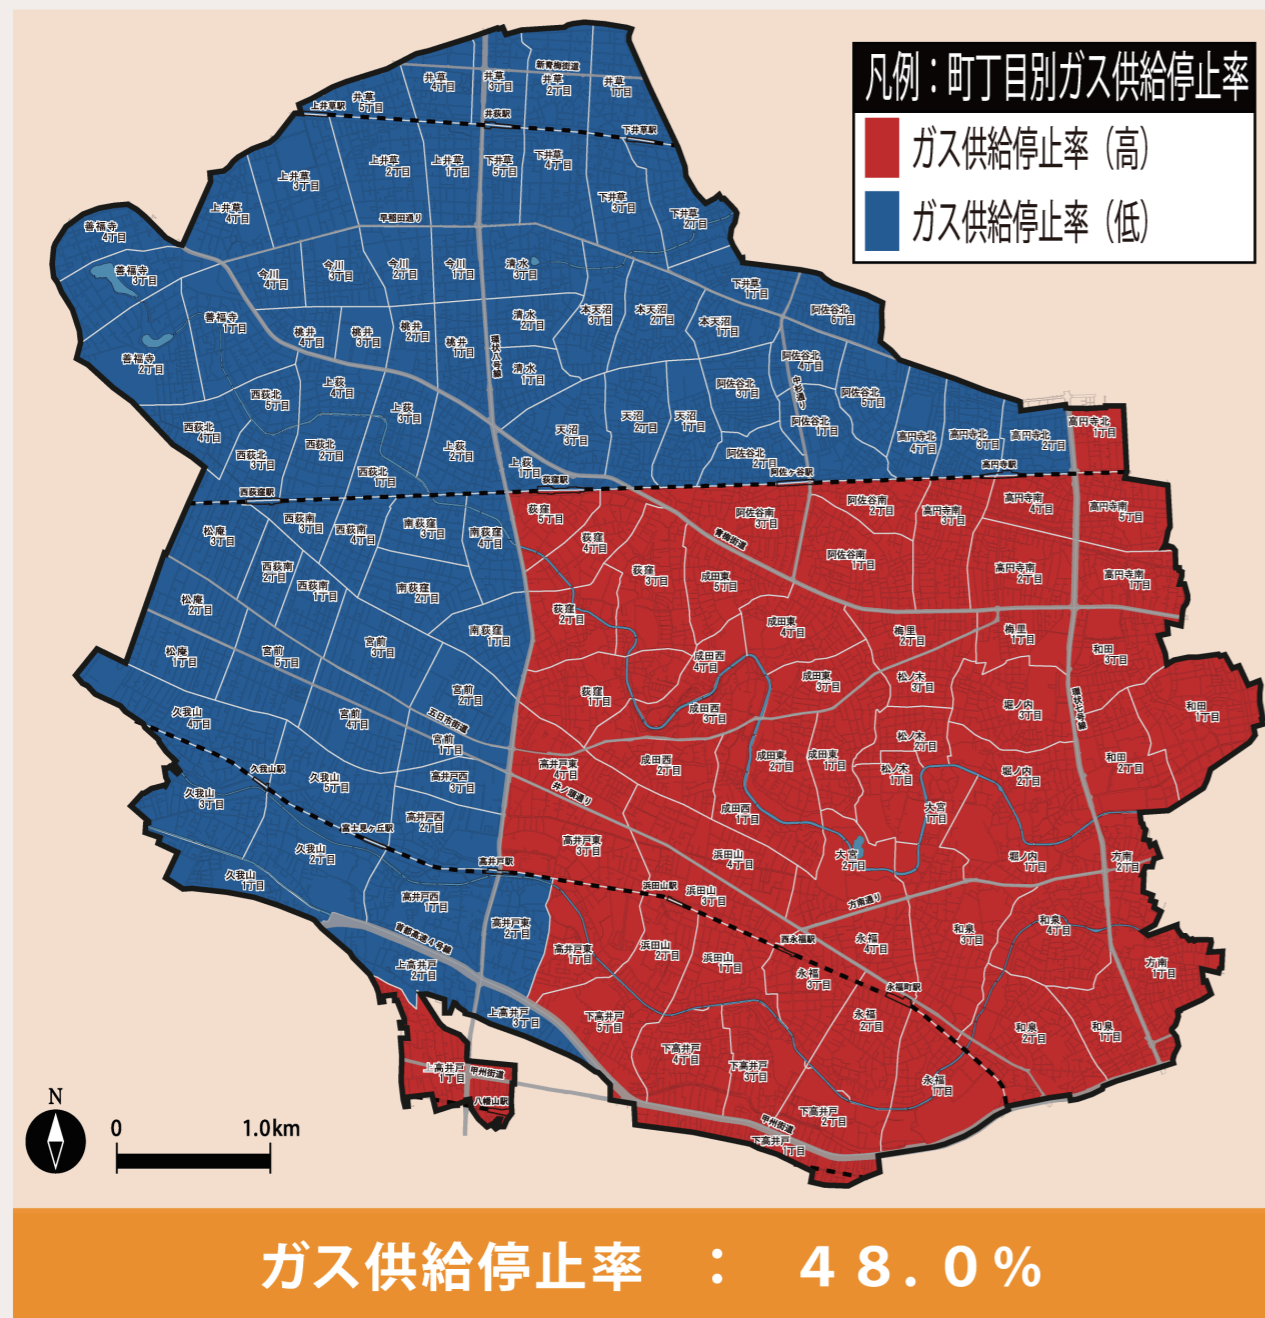 凡例：町丁目別ガス供給停止率
ガス供給停止率（高）
ガス供給停止率（低）
新青梅街道
井草
4丁目
井草
3丁目
井草
2丁目
井草
1丁目
井草
5丁目
上井草駅
井荻駅
下井草駅
上井草
3丁目
上井草
2丁目
上井草
1丁目
下井草
5丁目
下井草
4丁目
上井草
4丁目
下井草
3丁目
下井草
2丁目
早稲田通り
善福寺
4丁目
善福寺
3丁目
今川
4丁目
今川
3丁目
今川
2丁目
今川
1丁目
清水
3丁目
下井草
1丁目
善福寺
1丁目
善福寺
2丁目
桃井
4丁目
桃井
3丁目
桃井
2丁目
桃井
1丁目
環状八号線
清水
2丁目
清水
1丁目
本天沼
3丁目
本天沼
2丁目
本天沼
1丁目
阿佐谷北
6丁目
阿佐谷北
4丁目
阿佐谷北
3丁目
中杉通り
阿佐谷北
5丁目
阿佐谷北
1丁目
阿佐谷北
2丁目
西荻北
5丁目
上荻
4丁目
上荻
3丁目
西荻北
4丁目
西荻北
3丁目
西荻北
2丁目
西荻北
1丁目
上荻
2丁目
上荻
1丁目
天沼
3丁目
天沼
2丁目
天沼
1丁目
高円寺北
4丁目
高円寺北
3丁目
高円寺北
2丁目
高円寺北
1丁目
西荻窪駅
荻窪駅
阿佐ヶ谷駅
高円寺駅
松庵
3丁目
西荻南
3丁目
西荻南
4丁目
南荻窪
3丁目
南荻窪
4丁目
荻窪
5丁目
荻窪
4丁目
青梅街道
阿佐谷南
3丁目
阿佐谷南
2丁目
阿佐谷南
1丁目
高円寺南
3丁目
高円寺南
4丁目
高円寺南
5丁目
西荻南
2丁目
西荻南
1丁目
南荻窪
2丁目
荻窪
3丁目
成田東
5丁目
高円寺南
2丁目
高円寺南
1丁目
松庵
2丁目
南荻窪
1丁目
荻窪
2丁目
成田東
4丁目
梅里
2丁目
梅里
1丁目
和田
3丁目
松庵
1丁目
宮前
5丁目
宮前
3丁目
宮前
2丁目
荻窪
1丁目
成田西
4丁目
成田東
3丁目
松ノ木
3丁目
成田西
3丁目
堀ノ内
3丁目
環状七号線
和田
1丁目
久我山
4丁目
宮前
4丁目
五日市街道
宮前
1丁目
松ノ木
2丁目
松ノ木
1丁目
堀ノ内
2丁目
和田
2丁目
久我山駅
久我山
5丁目
久我山
3丁目
高井戸西
3丁目
高井戸東
4丁目
井ノ頭通り
成田西
2丁目
成田東
2丁目
成田東
1丁目
成田西
1丁目
大宮
1丁目
富士見ヶ丘駅
高井戸西
2丁目
久我山
2丁目
久我山
1丁目
高井戸駅
高井戸東
3丁目
浜田山
4丁目
大宮
2丁目
堀ノ内
1丁目
方南
2丁目
高井戸西
1丁目
浜田山駅
浜田山
3丁目
方南通り
高井戸東
2丁目
首都高速4号線
高井戸東
1丁目
浜田山
2丁目
浜田山
1丁目
西永福駅
永福
4丁目
和泉
3丁目
和泉
4丁目
方南
1丁目
上高井戸
2丁目
永福
3丁目
永福町駅
上高井戸
3丁目
下高井戸
5丁目
永福
2丁目
和泉
2丁目
和泉
1丁目
下高井戸
4丁目
下高井戸
3丁目
上高井戸
1丁目
甲州街道
八幡山駅
永福
1丁目
下高井戸
2丁目
甲州街道
下高井戸
1丁目
N
0 1.0km
ガス供給停止率 ： 48.0%